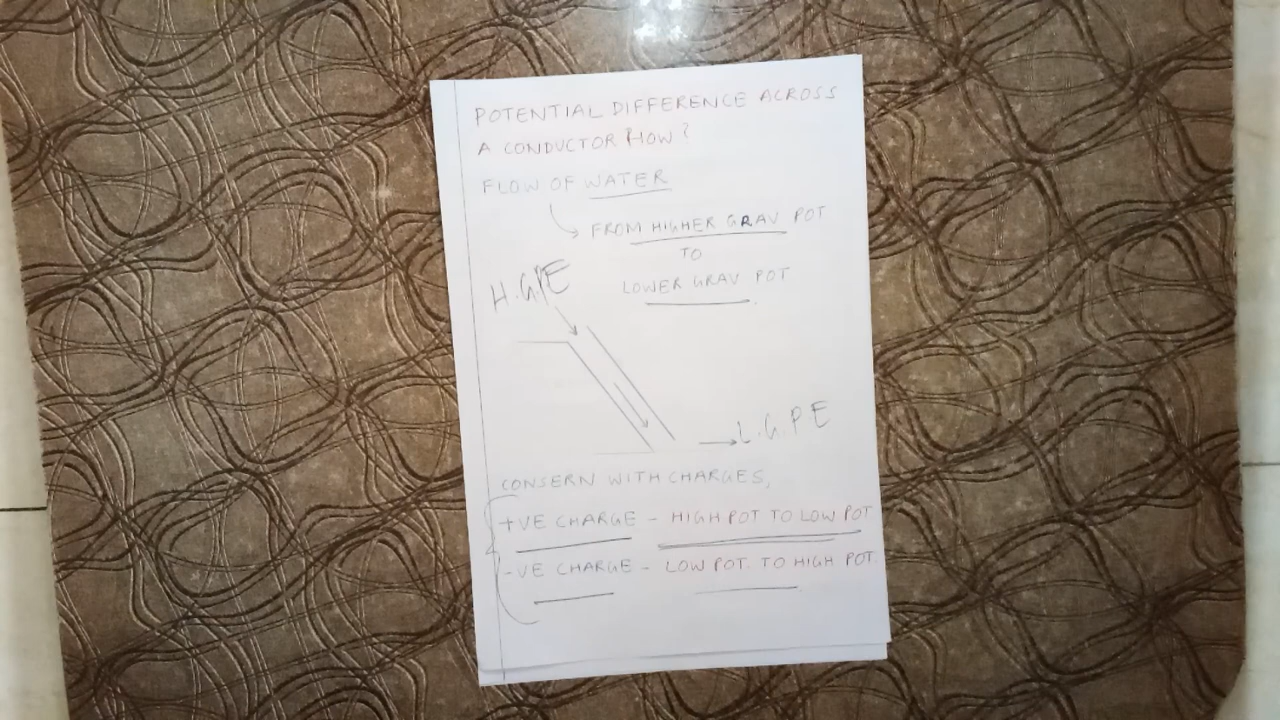 POTENTIAL DIFFERENCE ACROSS
A CONDUCTOR HOW?
FLOW OF WATER
FROM HIGHER GRAV POT
TO
LOWER GRAV POT
H.GPE
L.G.P.E
CONSERN WITH CHARGES,
+VE CHARGE - HIGH POT TO LOW POT
-VE CHARGE - LOW POT. TO HIGH POT